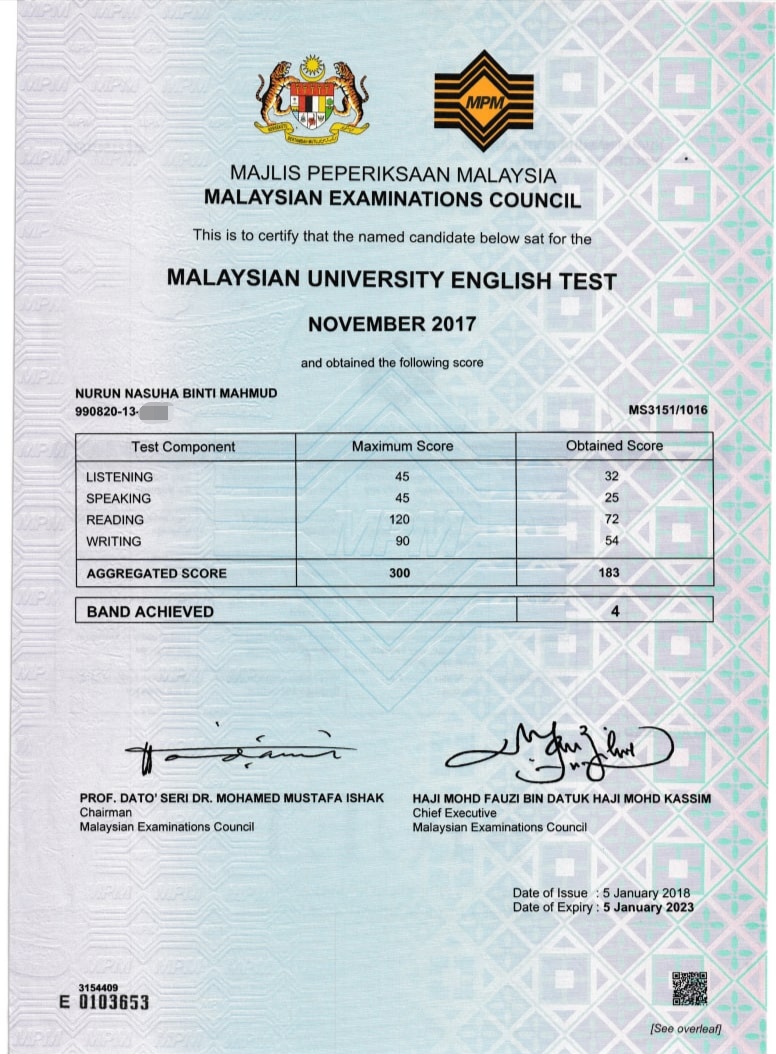 MPM
MAJLIS PEPERIKSAAN MALAYSIA
MALAYSIAN EXAMINATIONS COUNCIL
This is to certify that the named candidate below sat for the
MALAYSIAN UNIVERSITY ENGLISH TEST
NOVEMBER 2017
and obtained the following score
NURUN NASUHA BINTI MAHMUD
990820-13- MS3151/1016
Test Component Maximum Score Obtained Score
LISTENING 45 32
SPEAKING 45 25
READING 120 72
WRITING 90 54
AGGREGATED SCORE 300 183
BAND ACHIEVED 4
PROF. DATO' SERI DR. MOHAMED MUSTAFA ISHAK HAJI MOHD FAUZI BIN DATUK HAJI MOHD KASSIM
Chairman Chief Executive
Malaysian Examinations Council Malaysian Examinations Council
Date of Issue : 5 January 2018
Date of Expiry : 5 January 2023
3154409
E 0103653
[See overleaf]